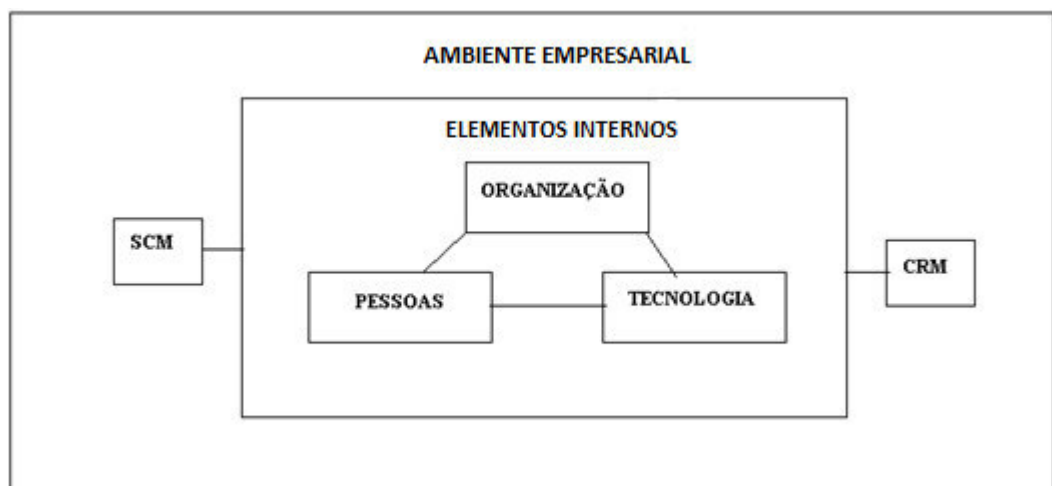 AMBIENTE EMPRESARIAL
ELEMENTOS INTERNOS
ORGANIZAÇÃO
SCM
CRM
PESSOAS
TECNOLOGIA